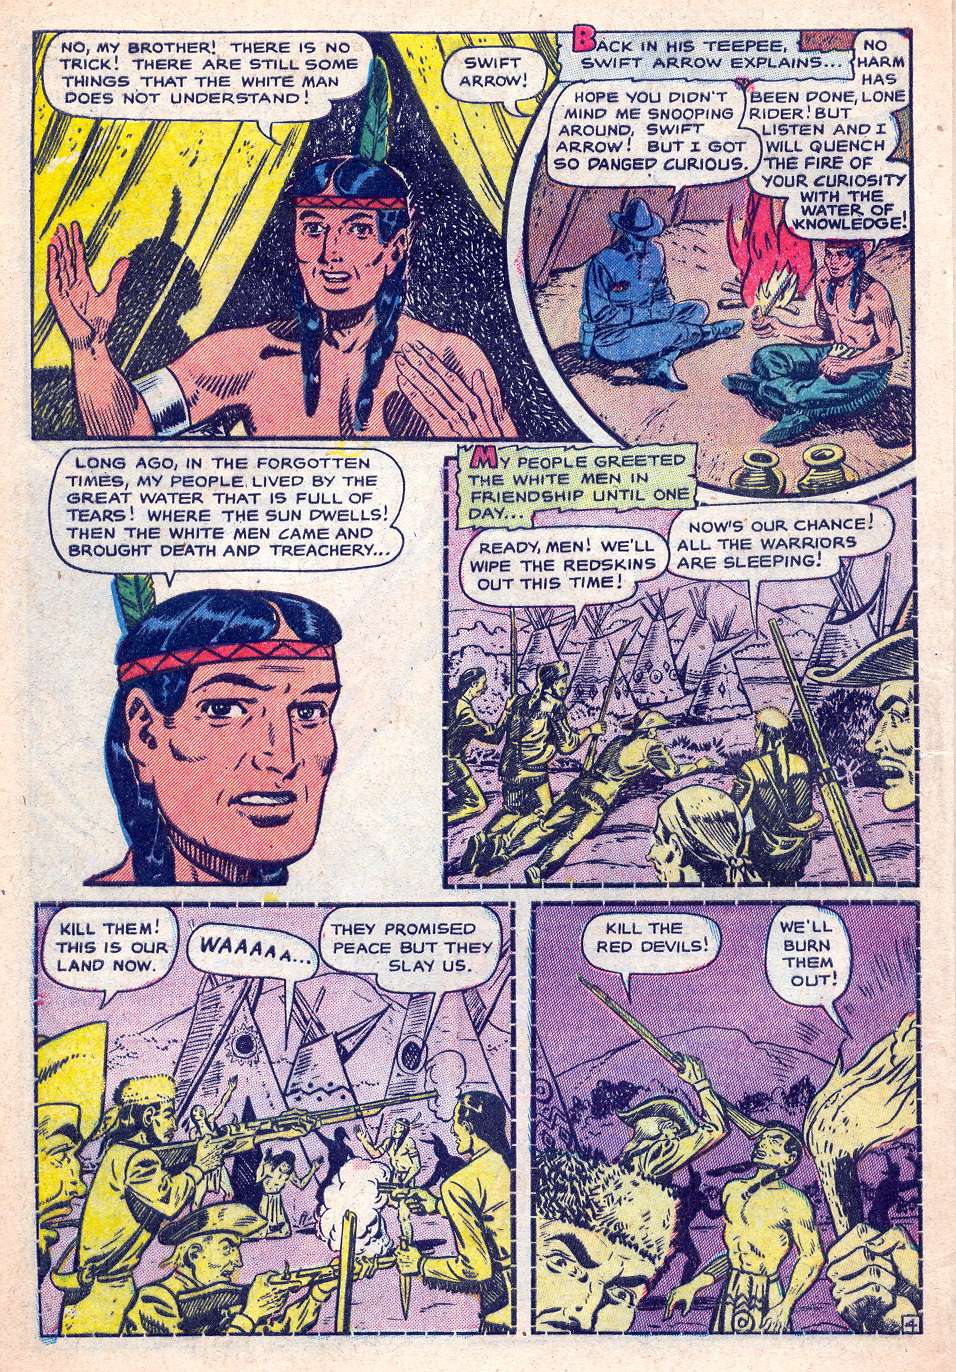 NO, MY BROTHER! THERE IS NO
TRICK! THERE ARE STILL SOME
THINGS THAT THE WHITE MAN
DOES NOT UNDERSTAND!
SWIFT
ARROW!
BACK IN HIS TEEPEE,
SWIFT ARROW EXPLAINS...
HOPE YOU DIDN'T
MIND ME SNOOPING
AROUND, SWIFT
ARROW! BUT I GOT
SO DANGED CURIOUS.
NO
HARM
HAS
BEEN DONE, LONE
RIDER! BUT
LISTEN AND I
WILL QUENCH
THE FIRE OF
YOUR CURIOSITY
WITH THE
WATER OF
KNOWLEDGE!
LONG AGO, IN THE FORGOTTEN
TIMES, MY PEOPLE LIVED BY THE
GREAT WATER THAT IS FULL OF
TEARS! WHERE THE SUN DWELLS!
THEN THE WHITE MEN CAME AND
BROUGHT DEATH AND TREACHERY...
MY PEOPLE GREETED
THE WHITE MEN IN
FRIENDSHIP UNTIL ONE
DAY...
READY, MEN! WE'LL
WIPE THE REDSKINS
OUT THIS TIME!
NOW'S OUR CHANCE!
ALL THE WARRIORS
ARE SLEEPING!
KILL THEM!
THIS IS OUR
LAND NOW.
WAAAAA...
THEY PROMISED
PEACE BUT THEY
SLAY US.
KILL THE
RED DEVILS!
WE'LL
BURN
THEM
OUT!
4